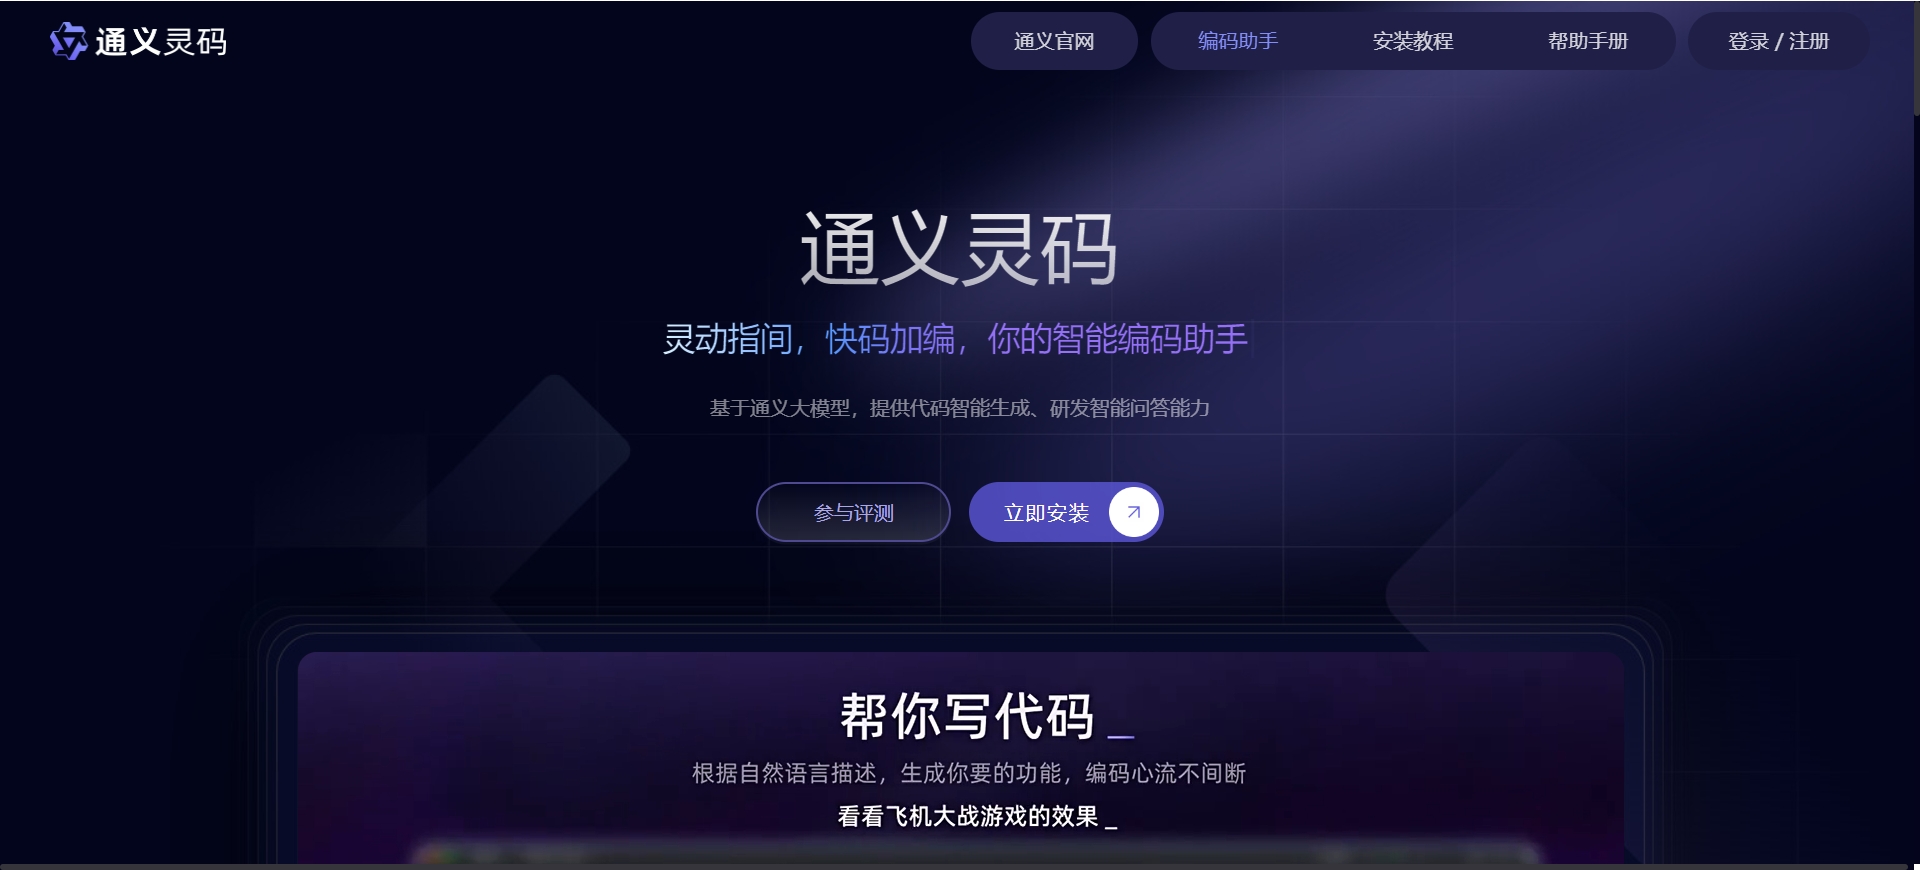 通义灵码
通义官网
编码助手
安装教程
帮助手册
登录 / 注册
通义灵码
灵动指间，快码加编，你的智能编码助手
基于通义大模型，提供代码智能生成、研发智能问答能力
参与评测
立即安装
帮你写代码 _
根据自然语言描述，生成你要的功能，编码心流不间断
看看飞机大战游戏的效果 _